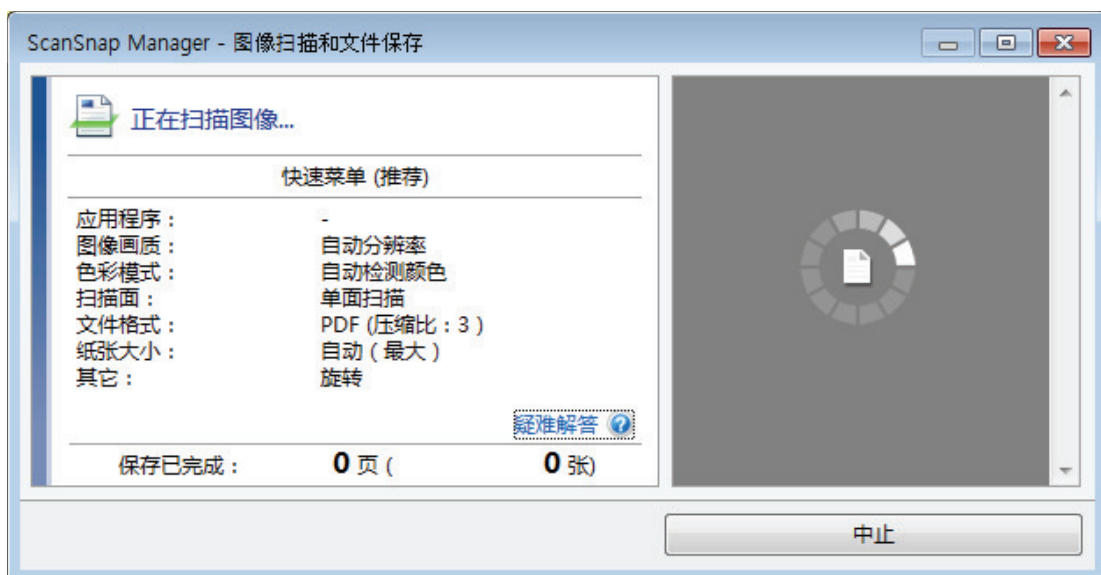 ScanSnap Manager - 图像扫描和文件保存
正在扫描图像...
快速菜单 (推荐)
应用程序： -
图像画质： 自动分辨率
色彩模式： 自动检测颜色
扫描面： 单面扫描
文件格式： PDF (压缩比：3)
纸张大小： 自动（最大）
其它： 旋转
疑难解答
保存已完成： 0 页 ( 0 张)
中止